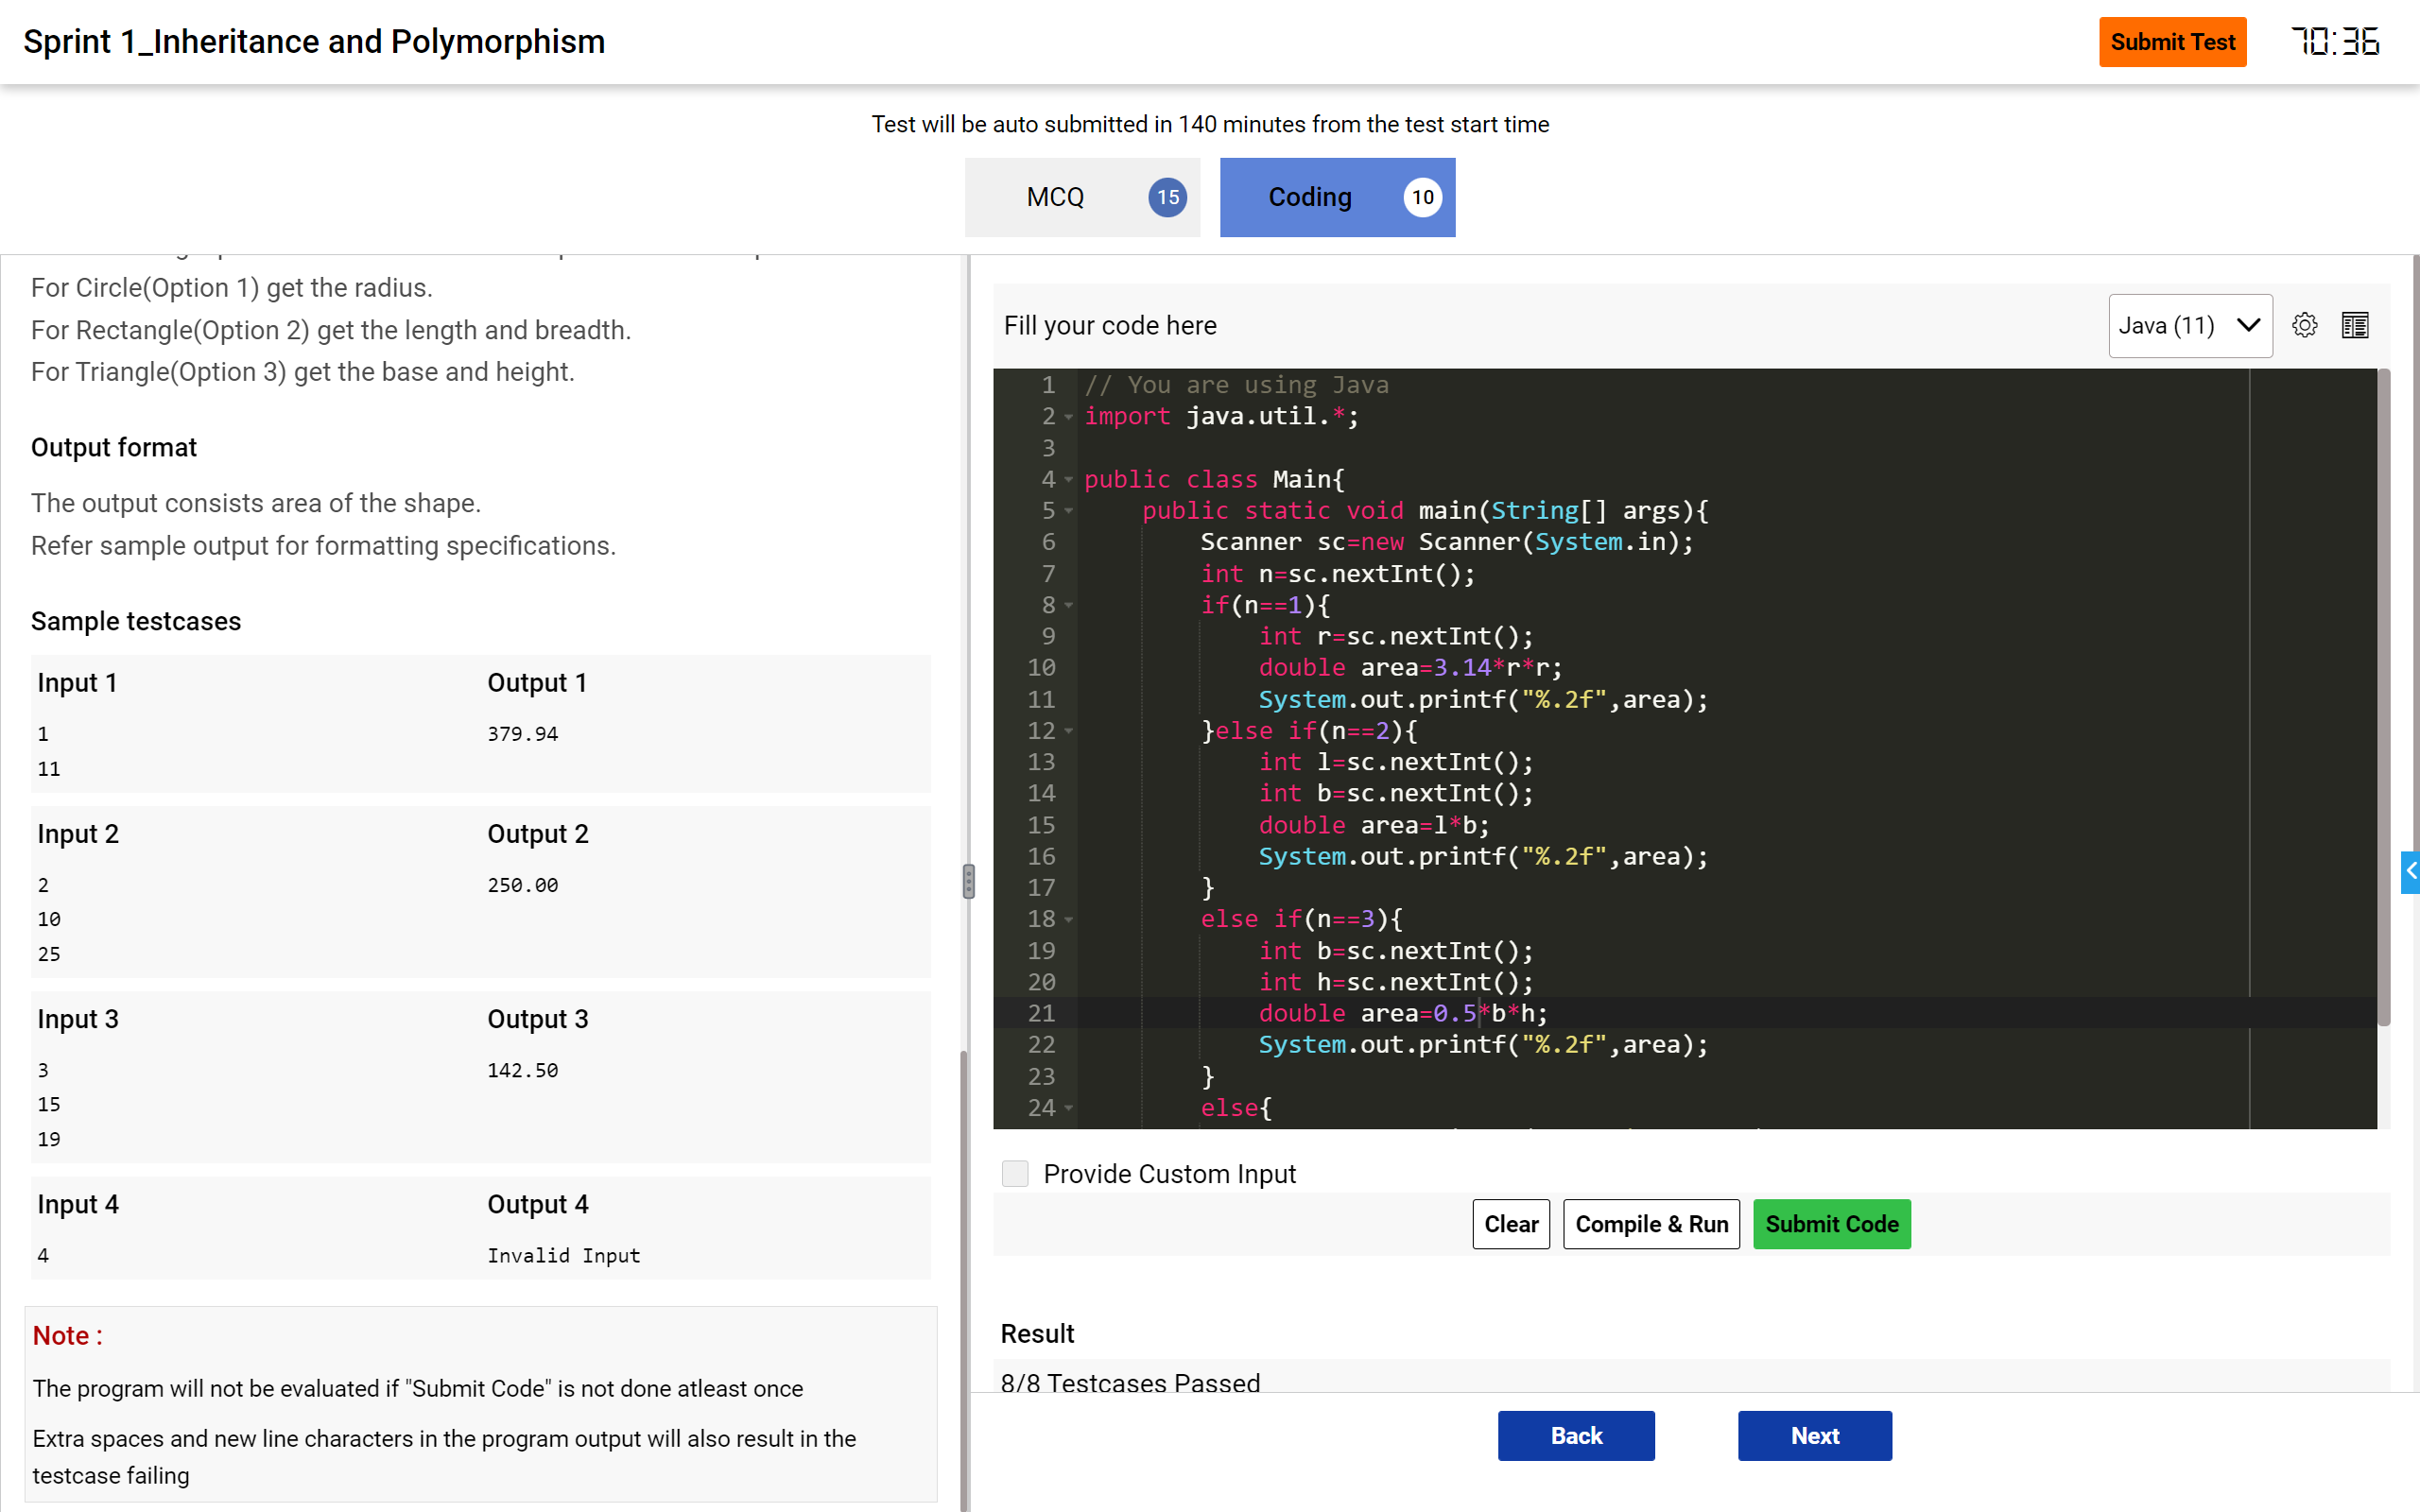 Sprint 1_Inheritance and Polymorphism
Submit Test
70:36
Test will be auto submitted in 140 minutes from the test start time
MCQ 15
Coding 10
For Circle(Option 1) get the radius.
For Rectangle(Option 2) get the length and breadth.
For Triangle(Option 3) get the base and height.
Output format
The output consists area of the shape.
Refer sample output for formatting specifications.
Sample testcases
Input 1 Output 1
1 379.94
11
Input 2 Output 2
2 250.00
10
25
Input 3 Output 3
3 142.50
15
19
Input 4 Output 4
4 Invalid Input
Note :
The program will not be evaluated if "Submit Code" is not done atleast once
Extra spaces and new line characters in the program output will also result in the
testcase failing
Fill your code here
Java (11)
1 // You are using Java
2 import java.util.*;
3
4 public class Main{
5 public static void main(String[] args){
6 Scanner sc=new Scanner(System.in);
7 int n=sc.nextInt();
8 if(n==1){
9 int r=sc.nextInt();
10 double area=3.14*r*r;
11 System.out.printf("%.2f",area);
12 }else if(n==2){
13 int l=sc.nextInt();
14 int b=sc.nextInt();
15 double area=l*b;
16 System.out.printf("%.2f",area);
17 }
18 else if(n==3){
19 int b=sc.nextInt();
20 int h=sc.nextInt();
21 double area=0.5*b*h;
22 System.out.printf("%.2f",area);
23 }
24 else{
Provide Custom Input
Clear
Compile & Run
Submit Code
Result
8/8 Testcases Passed
Back
Next